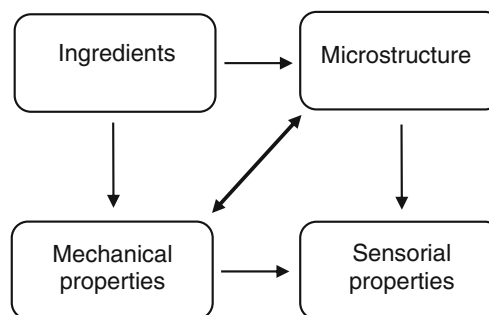 Ingredients
Microstructure
Mechanical
properties
Sensorial
properties